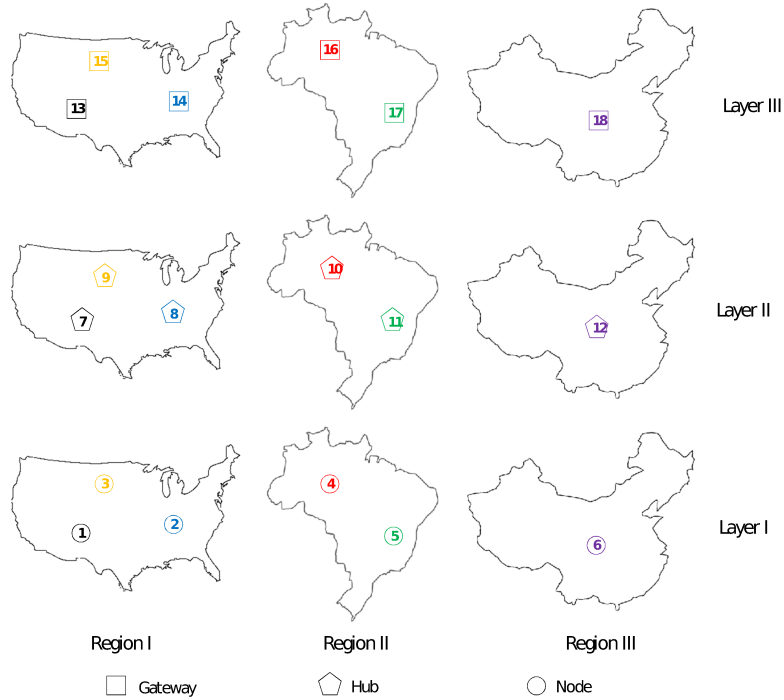 15
16
13
14
17
18
Layer III
9
10
7
8
11
12
Layer II
3
4
1
2
5
6
Layer I
Region I
Region II
Region III
Gateway
Hub
Node